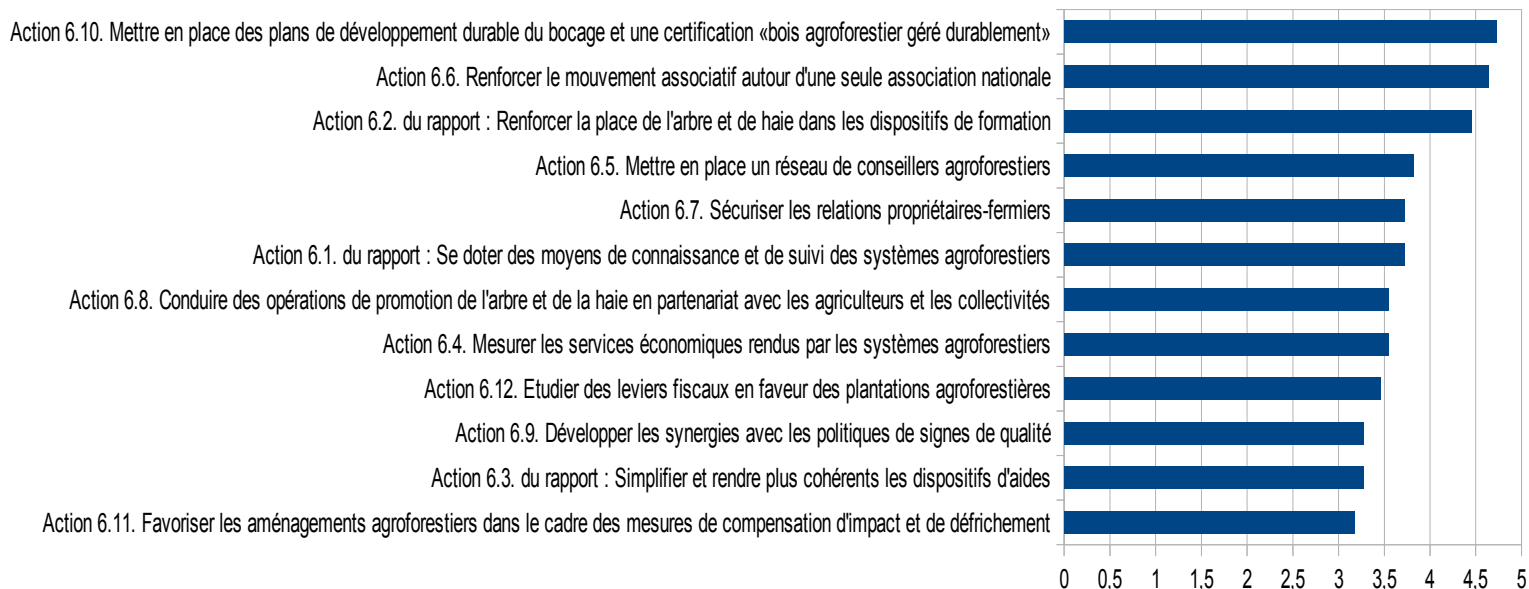 Action 6.10. Mettre en place des plans de développement durable du bocage et une certification «bois agroforestier géré durablement»
Action 6.6. Renforcer le mouvement associatif autour d'une seule association nationale
Action 6.2. du rapport : Renforcer la place de l'arbre et de haie dans les dispositifs de formation
Action 6.5. Mettre en place un réseau de conseillers agroforestiers
Action 6.7. Sécuriser les relations propriétaires-fermiers
Action 6.1. du rapport : Se doter des moyens de connaissance et de suivi des systèmes agroforestiers
Action 6.8. Conduire des opérations de promotion de l'arbre et de la haie en partenariat avec les agriculteurs et les collectivités
Action 6.4. Mesurer les services économiques rendus par les systèmes agroforestiers
Action 6.12. Etudier des leviers fiscaux en faveur des plantations agroforestières
Action 6.9. Développer les synergies avec les politiques de signes de qualité
Action 6.3. du rapport : Simplifier et rendre plus cohérents les dispositifs d'aides
Action 6.11. Favoriser les aménagements agroforestiers dans le cadre des mesures de compensation d'impact et de défrichement
0 0,5 1 1,5 2 2,5 3 3,5 4 4,5 5